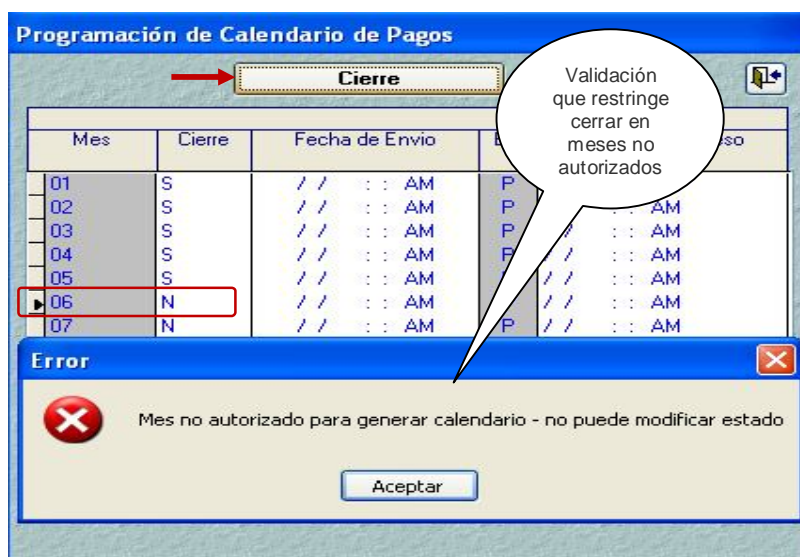 Programación de Calendario de Pagos
Cierre
Validación
que restringe
cerrar en
meses no
autorizados
Mes Cierre Fecha de Envio
01 S / / : : AM P AM
02 S / / : : AM P : : AM
03 S / / : : AM P / : : AM
04 S / / : : AM P / / : : AM
05 S / / : : AM / / : : AM
06 N / / : : AM / / : : AM
07 N / / : : AM P / / : : AM
Error
Mes no autorizado para generar calendario - no puede modificar estado
Aceptar